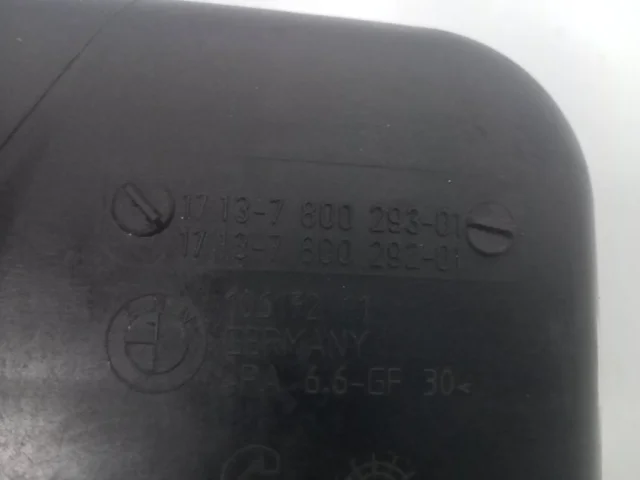 17 13-7 800 293-01
17 13-7 800 292-01
GERMANY
>PA 6.6-GF 30<